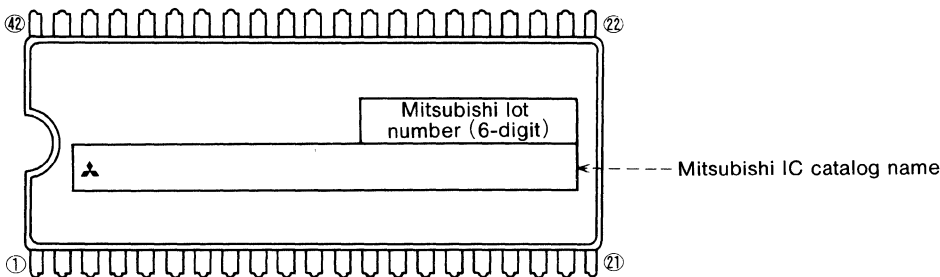 ㊷ ㉒
Mitsubishi lot
number (6-digit)
Mitsubishi IC catalog name
① ㉑